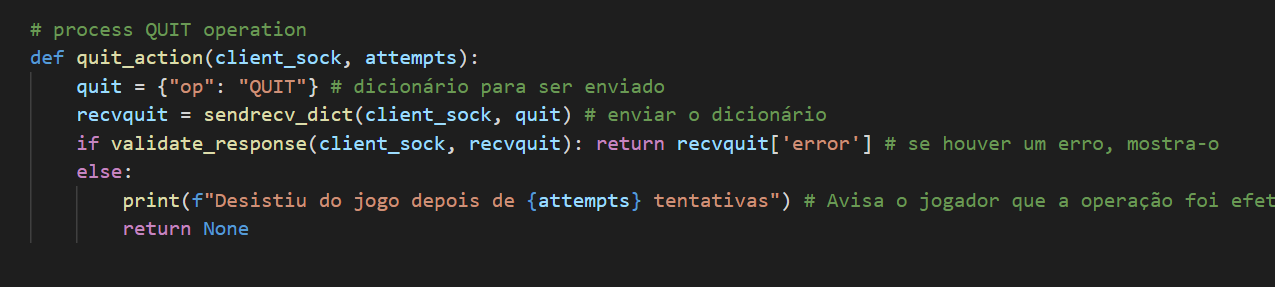 # process QUIT operation
def quit_action(client_sock, attempts):
    quit = {"op": "QUIT"} # dicionário para ser enviado
    recvquit = sendrecv_dict(client_sock, quit) # enviar o dicionário
    if validate_response(client_sock, recvquit): return recvquit['error'] # se houver um erro, mostra-o
    else:
        print(f"Desistiu do jogo depois de {attempts} tentativas") # Avisa o jogador que a operação foi efet
        return None